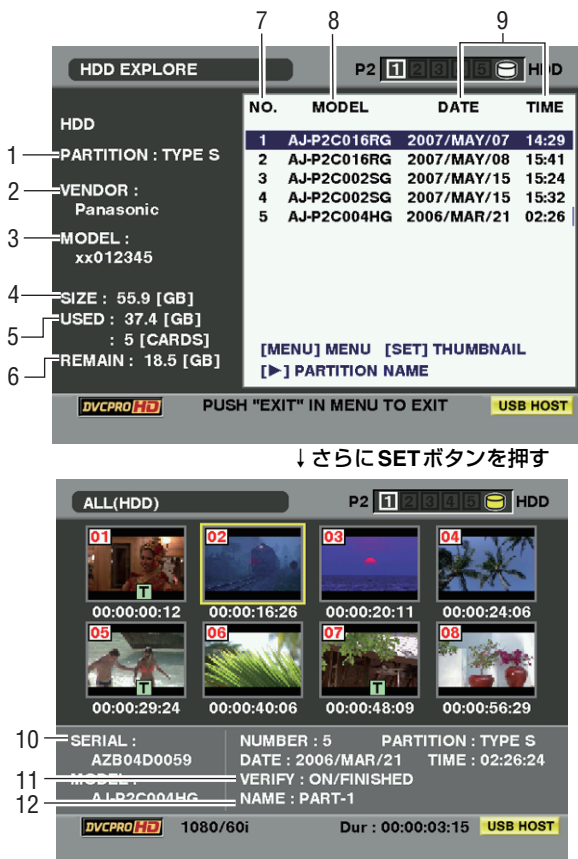 7 8 9
HDD EXPLORE P2 1 2 3 4 5 HDD
NO. MODEL DATE TIME
HDD
1 AJ-P2C016RG 2007/MAY/07 14:29
2 AJ-P2C016RG 2007/MAY/08 15:41
3 AJ-P2C002SG 2007/MAY/15 15:24
4 AJ-P2C002SG 2007/MAY/15 15:32
5 AJ-P2C004HG 2006/MAR/21 02:26
1 PARTITION : TYPE S
2 VENDOR :
Panasonic
3 MODEL :
xx012345
4 SIZE : 55.9 [GB]
5 USED : 37.4 [GB]
: 5 [CARDS]
6 REMAIN : 18.5 [GB]
[MENU] MENU [SET] THUMBNAIL
[▶] PARTITION NAME
DVCPRO HD PUSH "EXIT" IN MENU TO EXIT USB HOST
↓さらにSETボタンを押す
ALL(HDD) P2 1 2 3 4 5 HDD
01 02 03 04
T
00:00:00:12 00:00:16:26 00:00:20:11 00:00:24:06
05 06 07 08
T T
00:00:29:24 00:00:40:06 00:00:48:09 00:00:56:29
10 SERIAL : NUMBER : 5 PARTITION : TYPE S
AZB04D0059 DATE : 2006/MAR/21 TIME : 02:26:24
11 MODEL : VERIFY : ON/FINISHED
12 AJ-P2C004HG NAME : PART-1
DVCPRO HD 1080/60i Dur : 00:00:03:15 USB HOST